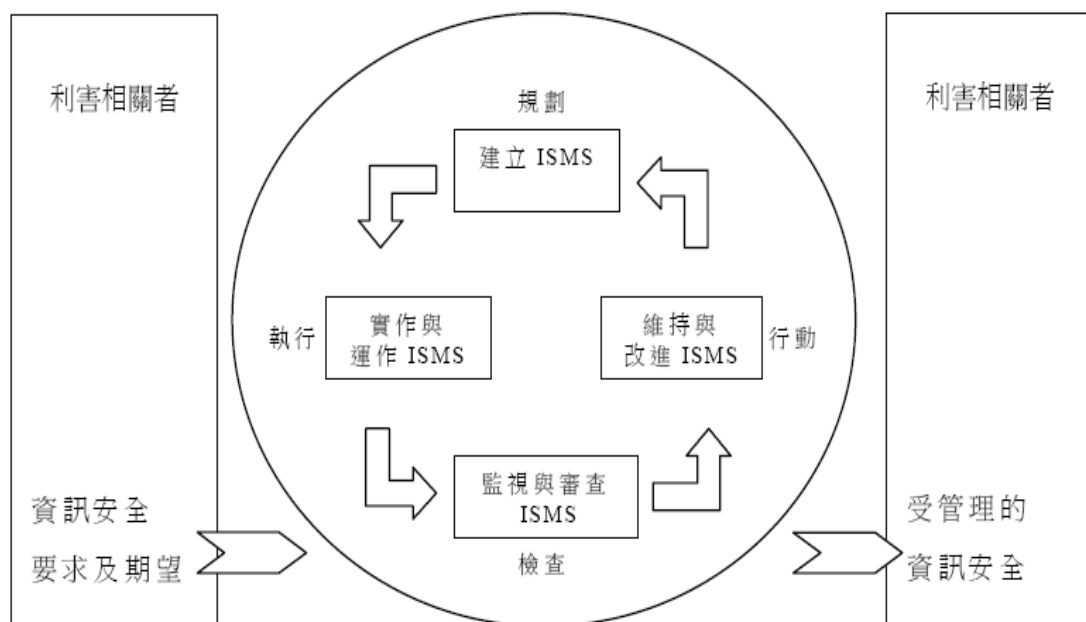 利害相關者
規劃
建立 ISMS
執行
實作與
運作 ISMS
維持與
改進 ISMS
行動
監視與審查
ISMS
檢查
資訊安全
要求及期望
利害相關者
受管理的
資訊安全